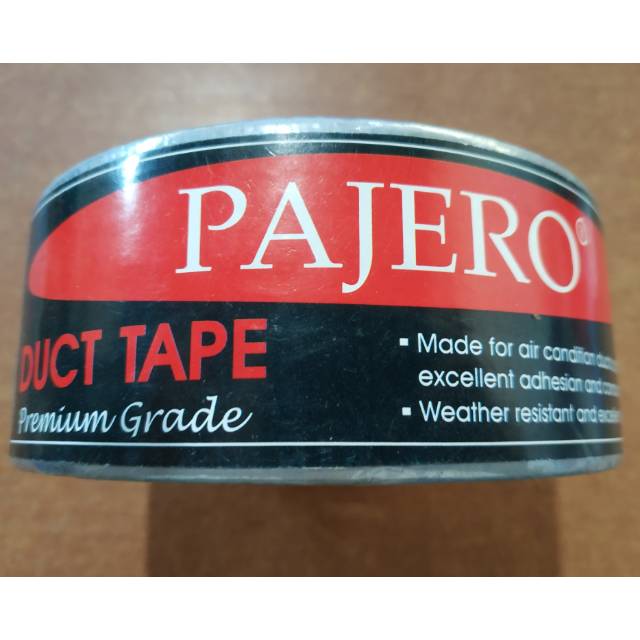 PAJERO®
DUCT TAPE
Premium Grade
▪ Made for air condition
excellent adhesion and
▪ Weather resistant and